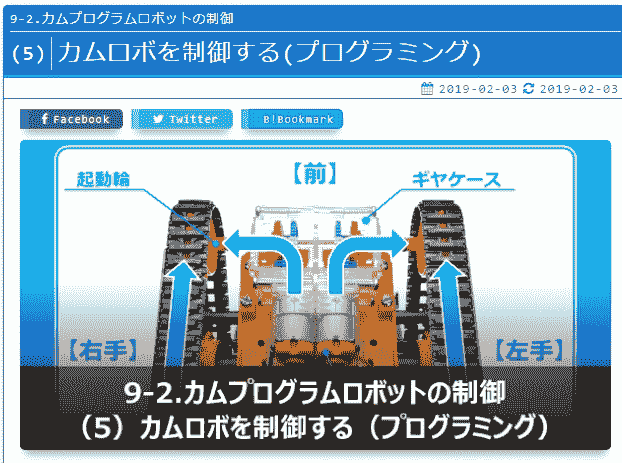 9-2.カムプログラムロボットの制御
(5) カムロボを制御する(プログラミング)
2019-02-03 2019-02-03
Facebook Twitter B!Bookmark
【前】
起動輪 ギヤケース
【右手】 【左手】
9-2.カムプログラムロボットの制御
（5）カムロボを制御する（プログラミング）